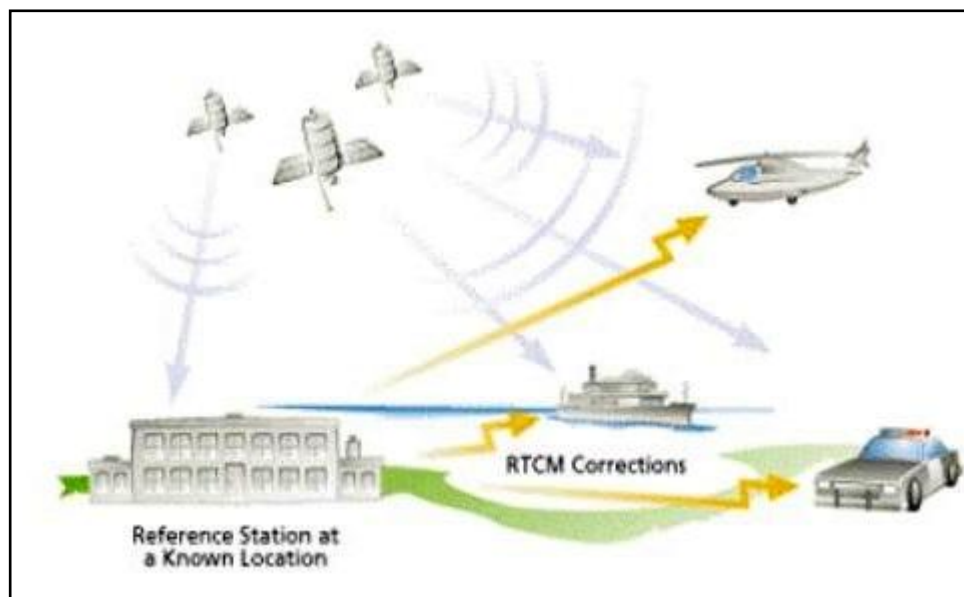 RTCM Corrections
Reference Station at
a Known Location